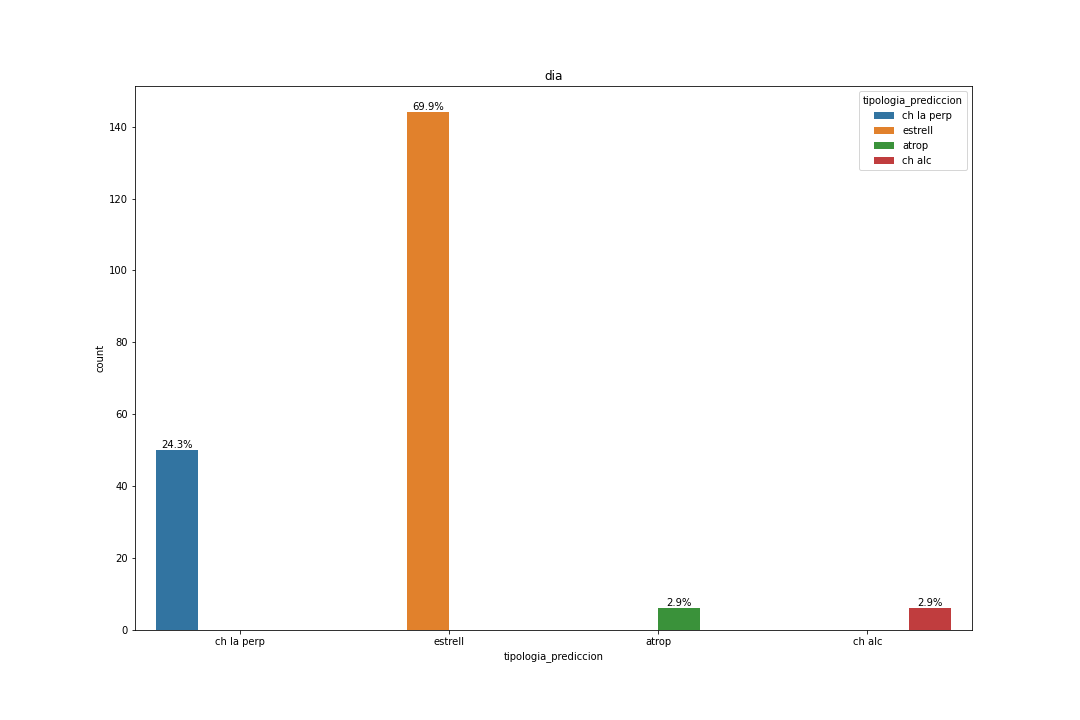 dia
tipologia_prediccion
ch la perp
estrell
atrop
ch alc
69.9%
24.3%
2.9%
2.9%
140
120
100
80
60
40
20
0
count
ch la perp
estrell
atrop
ch alc
tipologia_prediccion